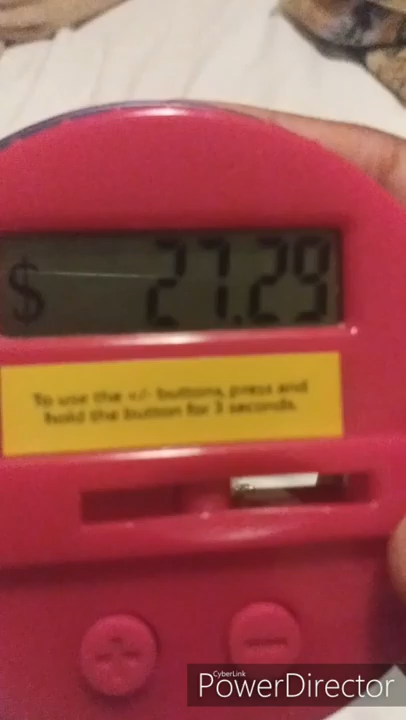 $ 27.29
To use the +/- buttons, press and
hold the button for 3 seconds.
+ −
CyberLink
PowerDirector